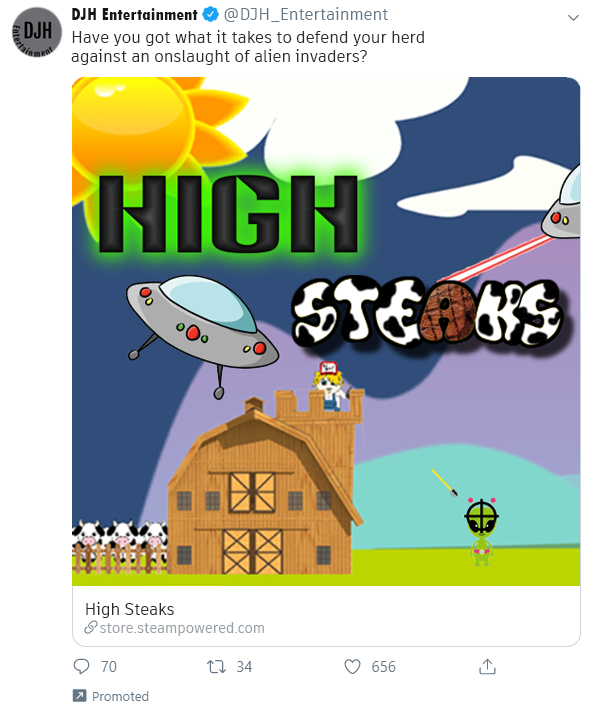 DJH Entertainment @DJH_Entertainment
DJH
Entertainment
Have you got what it takes to defend your herd
against an onslaught of alien invaders?
HIGH
STEAKS
High Steaks
store.steampowered.com
70 34 656
Promoted